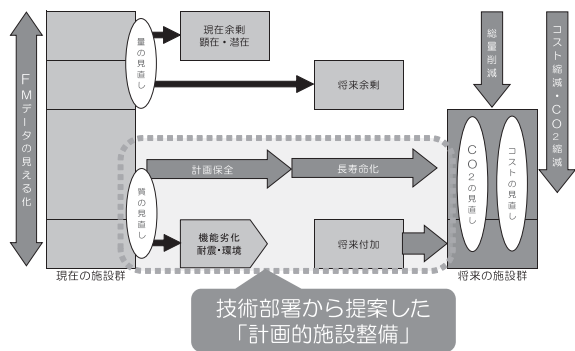 FMデータの見える化
量の見直し
現在余剰
顕在・潜在
将来余剰
総量削減
コスト縮減・CO2縮減
質の見直し
計画保全
長寿命化
CO2の見直し
コストの見直し
機能劣化
耐震・環境
将来付加
現在の施設群
将来の施設群
技術部署から提案した
「計画的施設整備」